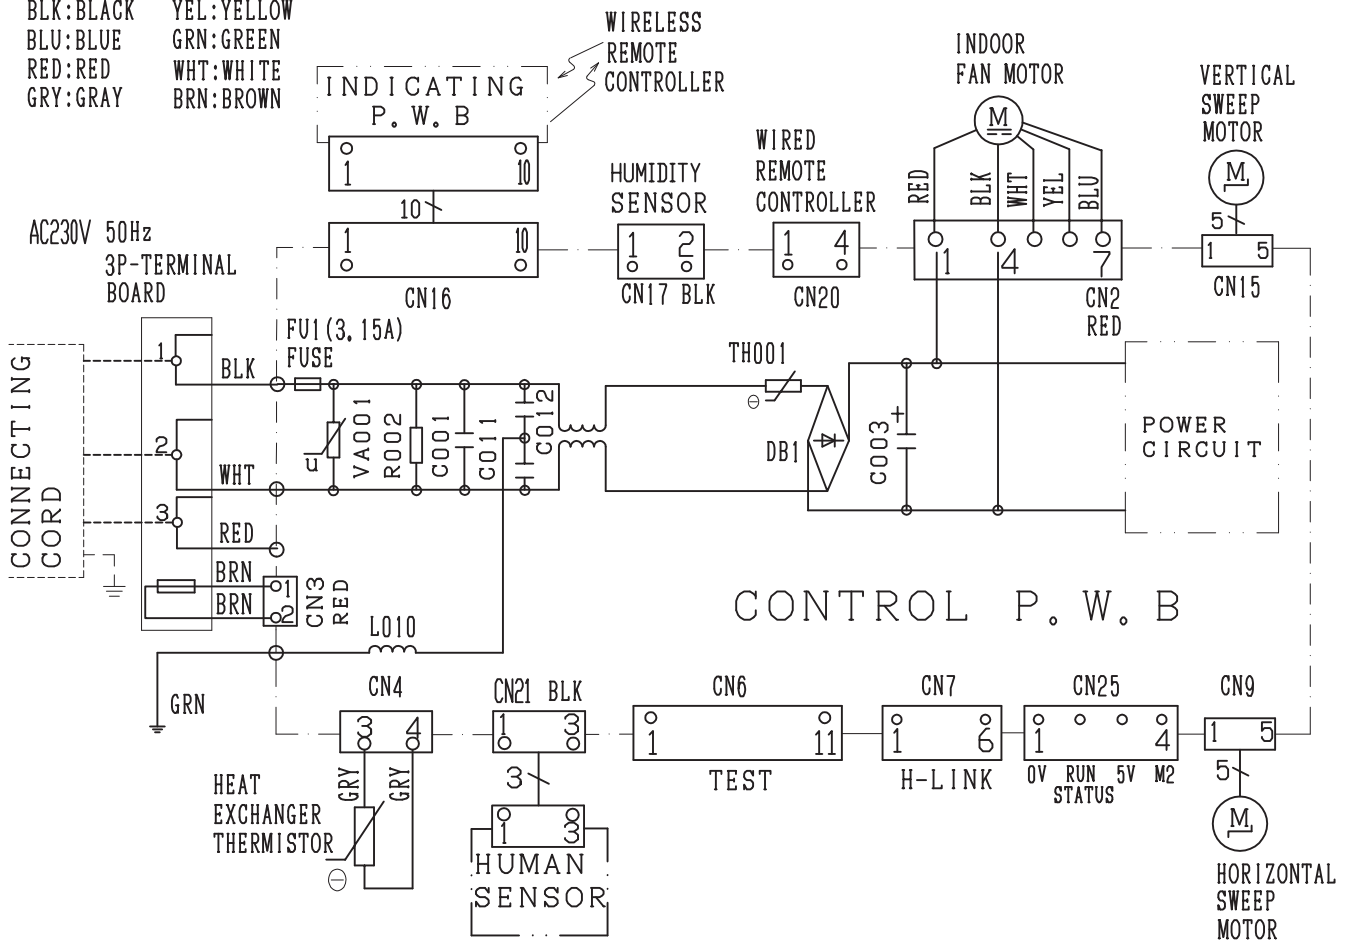 BLK:BLACK YEL:YELLOW
BLU:BLUE GRN:GREEN
RED:RED WHT:WHITE
GRY:GRAY BRN:BROWN
INDICATING
P.W.B
1 10
10
1 10
CN16
WIRELESS
REMOTE
CONTROLLER
HUMIDITY
SENSOR
1 2
CN17 BLK
WIRED
REMOTE
CONTROLLER
1 4
CN20
INDOOR
FAN MOTOR
M
RED
BLK
WHT
YEL
BLU
1 4 7
CN2
RED
VERTICAL
SWEEP
MOTOR
M
5
1 5
CN15
AC230V 50Hz
3P-TERMINAL
BOARD
CONNECTING
CORD
1
BLK
2
WHT
3
RED
BRN
BRN
1
2
CN3
RED
GRN
FU1(3.15A)
FUSE
u
VA001
R002
C001
C011
C012
L010
TH001
DB1
+
C003
POWER
CIRCUIT
CONTROL P.W.B
CN4
3 4
GRY
GRY
HEAT
EXCHANGER
THERMISTOR
CN21 BLK
1 3
3
1 3
HUMAN
SENSOR
CN6
1 11
TEST
CN7
1 6
H-LINK
CN25
1 4
0V RUN 5V M2
STATUS
CN9
1 5
5
M
HORIZONTAL
SWEEP
MOTOR